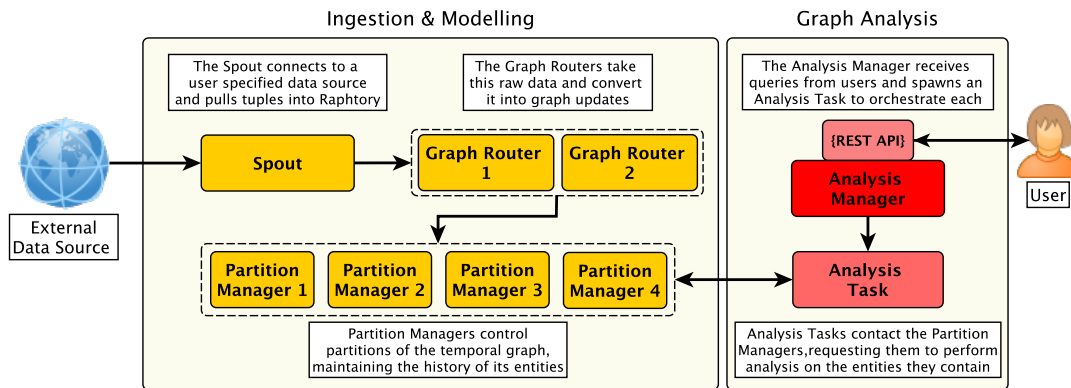 Ingestion & Modelling
Graph Analysis
The Spout connects to a
user specified data source
and pulls tuples into Raphtory
The Graph Routers take
this raw data and convert
it into graph updates
The Analysis Manager receives
queries from users and spawns an
Analysis Task to orchestrate each
{REST API}
Spout
Graph Router
1
Graph Router
2
Analysis
Manager
External
Data Source
User
Partition
Manager 1
Partition
Manager 2
Partition
Manager 3
Partition
Manager 4
Analysis
Task
Partition Managers control
partitions of the temporal graph,
maintaining the history of its entities
Analysis Tasks contact the Partition
Managers,requesting them to perform
analysis on the entities they contain